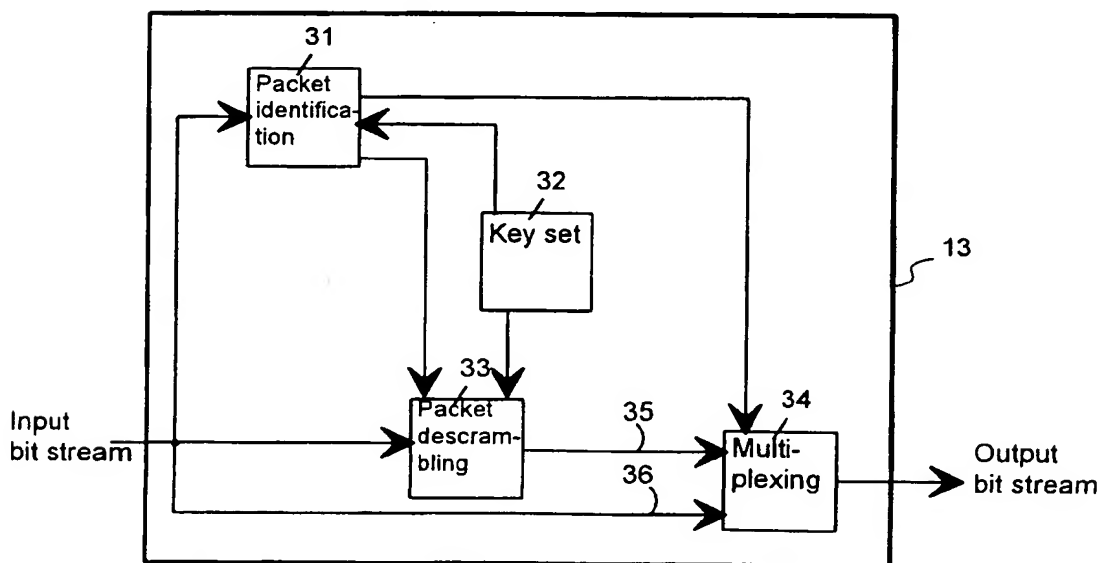 31
Packet
identifica-
tion
32
Key set
13
33
Packet
descram-
bling
35
34
Multi-
plexing
36
Input
bit stream
Output
bit stream